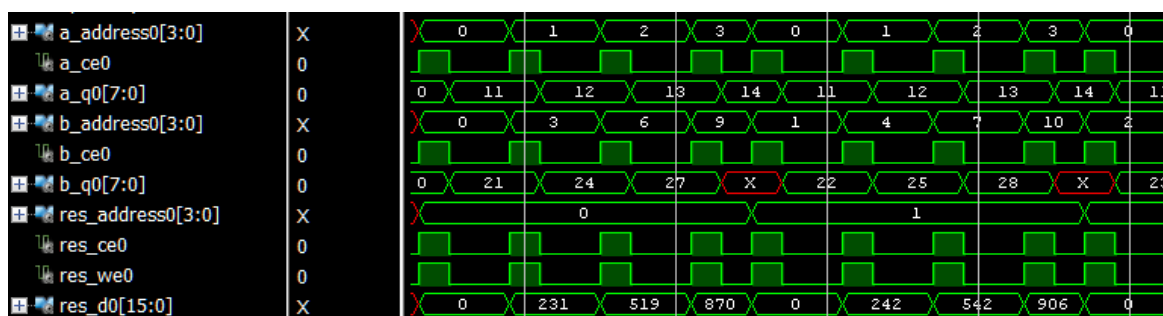 a_address0[3:0] X 0 1 2 3 0 1 2 3 0
a_ce0 0
a_q0[7:0] 0 0 11 12 13 14 11 12 13 14
b_address0[3:0] X 0 3 6 9 1 4 7 10 2
b_ce0 0
b_q0[7:0] 0 0 21 24 27 X 22 25 28 X
res_address0[3:0] X 0 1
res_ce0 0
res_we0 0
res_d0[15:0] X 0 231 519 870 0 242 542 906 0